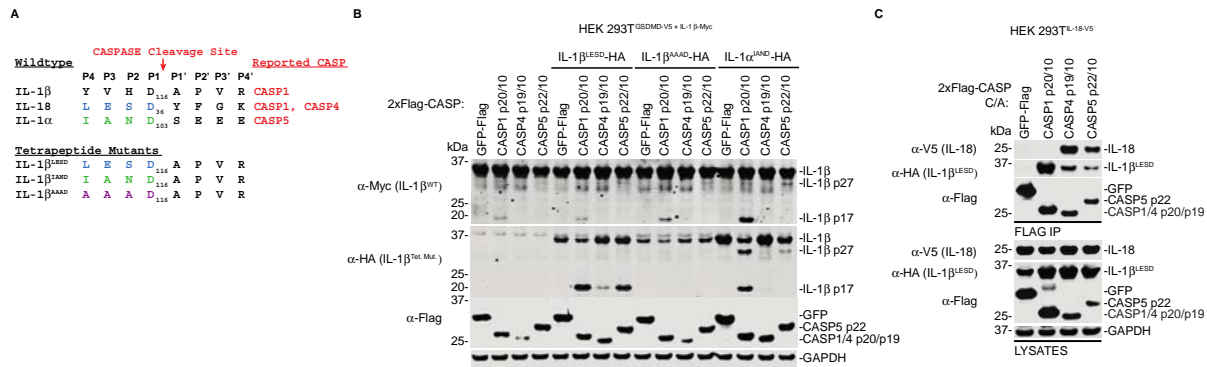 A
CASPASE Cleavage Site
Wildtype Reported CASP
P4 P3 P2 P1 P1' P2' P3' P4'
IL-1β Y V H D116 A P V R CASP1
IL-18 L E S D36 Y F G K CASP1, CASP4
IL-1α I A N D103 S E E E CASP5
Tetrapeptide Mutants
IL-1βLESD L E S D116 A P V R
IL-1βIAND I A N D116 A P V R
IL-1βAAAD A A A D116 A P V R
B
HEK 293TGSDMD-V5 + IL-1 β-Myc
IL-1βLESD-HA IL-1βAAAD-HA IL-1αIAND-HA
2xFlag-CASP:
GFP-Flag CASP1 p20/10 CASP4 p19/10 CASP5 p22/10 GFP-Flag CASP1 p20/10 CASP4 p19/10 CASP5 p22/10 GFP-Flag CASP1 p20/10 CASP4 p19/10 CASP5 p22/10 GFP-Flag CASP1 p20/10 CASP4 p19/10 CASP5 p22/10
kDa
37-
α-Myc (IL-1βWT)
25-
20-
-IL-1β
-IL-1β p27
-IL-1β p17
37-
α-HA (IL-1βTet. Mut.)
25-
20-
-IL-1β
-IL-1β p27
-IL-1β p17
37-
α-Flag
25-
-GFP
-CASP5 p22
-CASP1/4 p20/p19
-GAPDH
C
HEK 293TIL-18-V5
2xFlag-CASP
C/A:
GFP-Flag CASP1 p20/10 CASP4 p19/10 CASP5 p22/10
kDa
α-V5 (IL-18) 25- -IL-18
37-
α-HA (IL-1βLESD) -IL-1βLESD
37-
α-Flag
25-
-GFP
-CASP5 p22
-CASP1/4 p20/p19
FLAG IP
α-V5 (IL-18) 25- -IL-18
37-
α-HA (IL-1βLESD) -IL-1βLESD
α-Flag
25-
-GFP
-CASP5 p22
-CASP1/4 p20/p19
37- -GAPDH
LYSATES